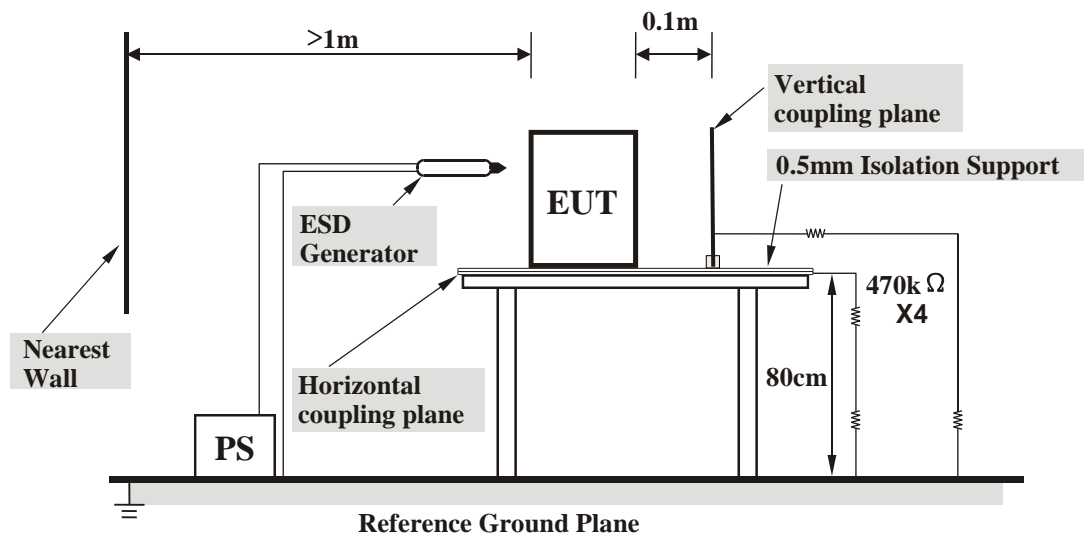 >1m
0.1m
Vertical
coupling plane
0.5mm Isolation Support
EUT
ESD
Generator
470k Ω
X4
Nearest
Wall
Horizontal
coupling plane
80cm
PS
Reference Ground Plane